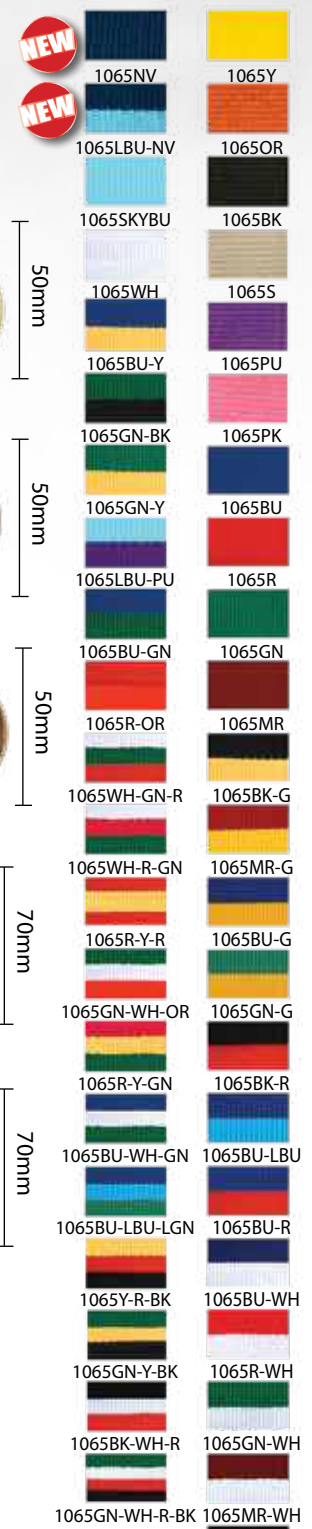 NEW
1065NV 1065Y
NEW
1065LBU-NV 1065OR
1065SKYBU 1065BK
50mm
1065WH 1065S
1065BU-Y 1065PU
1065GN-BK 1065PK
50mm
1065GN-Y 1065BU
1065LBU-PU 1065R
1065BU-GN 1065GN
50mm
1065R-OR 1065MR
1065WH-GN-R 1065BK-G
1065WH-R-GN 1065MR-G
70mm
1065R-Y-R 1065BU-G
1065GN-WH-OR 1065GN-G
1065R-Y-GN 1065BK-R
70mm
1065BU-WH-GN 1065BU-LBU
1065BU-LBU-LGN 1065BU-R
1065Y-R-BK 1065BU-WH
1065GN-Y-BK 1065R-WH
1065BK-WH-R 1065GN-WH
1065GN-WH-R-BK 1065MR-WH